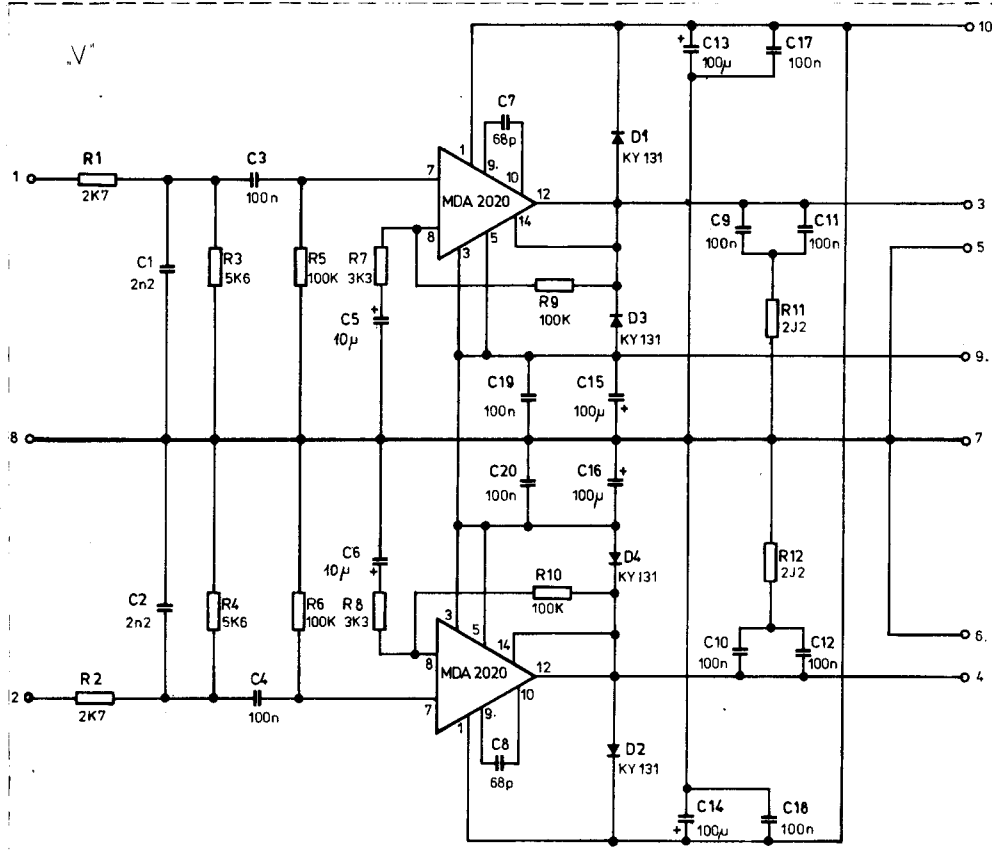 „V"
10
C13
100µ
C17
100n
C7
68p
1
9.
10
D1
KY 131
R1
2K7
C3
100n
1
7
MDA 2020
12
3
14
C9
100n
C11
100n
8
3
5
5
C1
2n2
R3
5K6
R5
100K
R7
3K3
R9
100K
C5
10µ
D3
KY 131
R11
2J2
9.
C19
100n
C15
100µ
8
7
C20
100n
C16
100µ
C6
10µ
D4
KY 131
R12
2J2
R10
100K
C2
2n2
R4
5K6
R6
100K
R8
3K3
3
5
14
6.
8
MDA 2020
12
C10
100n
C12
100n
4
R2
2K7
C4
100n
2
7
10
1
9.
C8
68p
D2
KY 131
C14
100µ
C18
100n